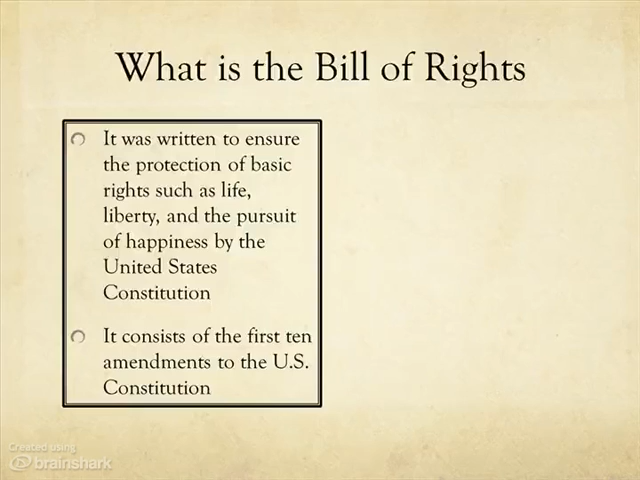 What is the Bill of Rights
It was written to ensure
the protection of basic
rights such as life,
liberty, and the pursuit
of happiness by the
United States
Constitution
It consists of the first ten
amendments to the U.S.
Constitution
Created using
brainshark